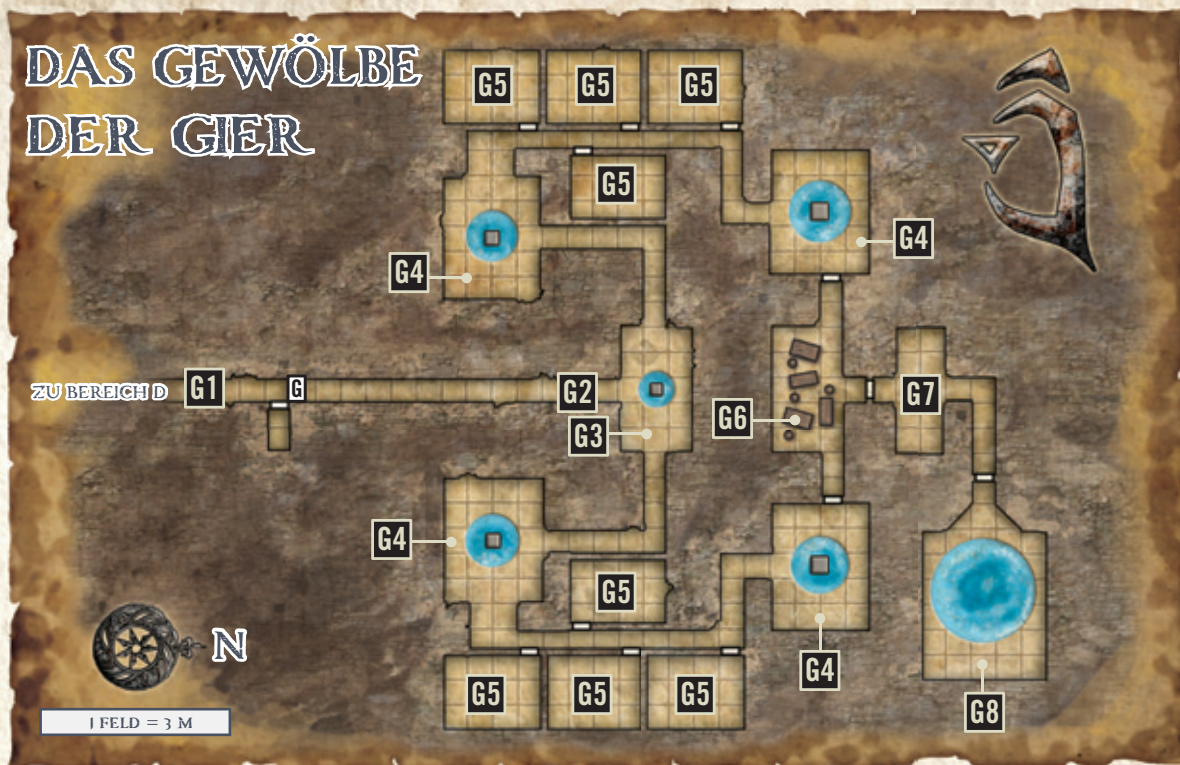 DAS GEWÖLBE
DER GIER
G5 G5 G5
G5
G4
G4
ZU BEREICH D
G1
G
G2
G7
G6
G3
G4
G5
N
G4
G5 G5 G5
G8
1 FELD = 3 M